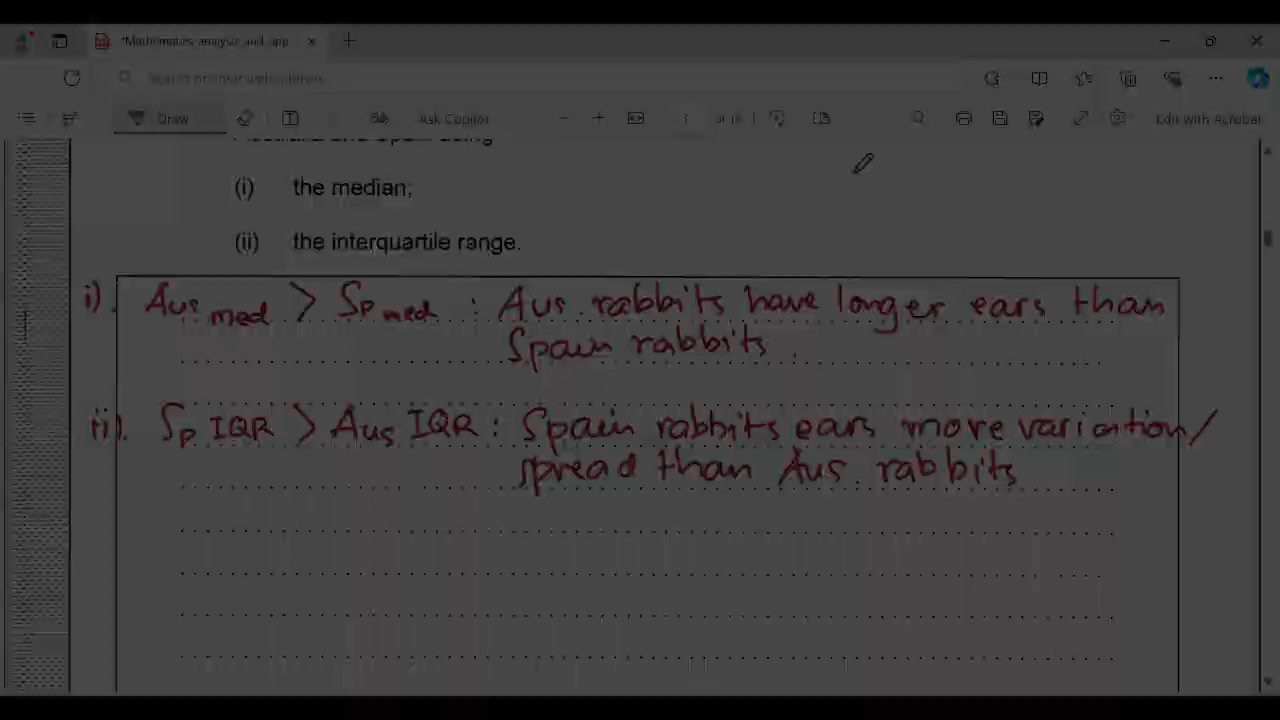 *Mathematics_analysis_and_app
Draw
Ask Copilot
Edit with Acrobat
(i) the median;
(ii) the interquartile range.
i). Aus med > Sp med : Aus rabbits have longer ears than
Spain rabbits
ii). Sp IQR > Aus IQR : Spain rabbits ears more variation/
spread than Aus rabbits